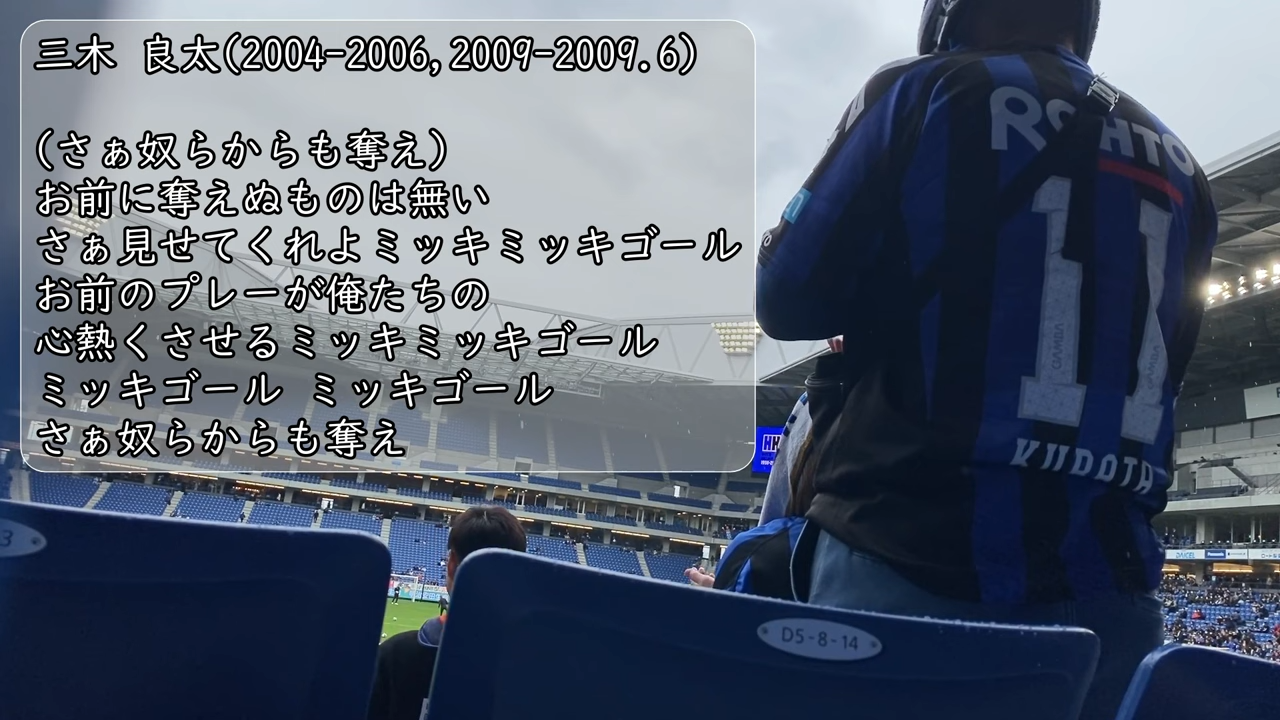 三木 良太(2004-2006,2009-2009.6)
(さぁ奴らからも奪え)
お前に奪えぬものは無い
さぁ見せてくれよミッキミッキゴール
お前のプレーが俺たちの
心熱くさせるミッキミッキゴール
ミッキゴール ミッキゴール
さぁ奴らからも奪え
11
KUBOTA
D5-8-14
3
DAICEL
Panasonic